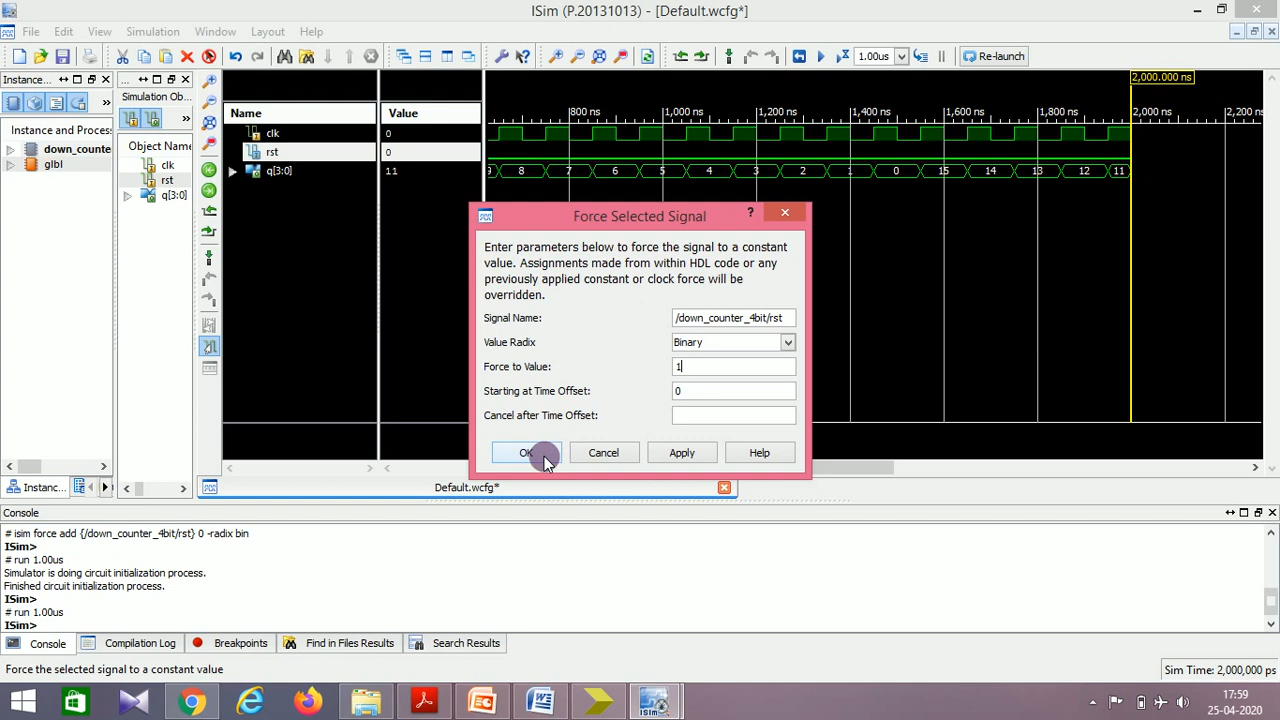 ISim (P.20131013) - [Default.wcfg*]
File Edit View Simulation Window Layout Help
1.00us Re-launch
Instance...
Instance and Process
down_counte
glbl
Instanc...
...
Simulation Ob...
Object Name
clk
rst
q[3:0]
Name Value
clk 0
rst 0
q[3:0] 11
2,000.000 ns
800 ns 1,000 ns 1,200 ns 1,400 ns 1,600 ns 1,800 ns 2,000 ns 2,200 ns
9 8 7 6 5 4 3 2 1 0 15 14 13 12 11
Force Selected Signal
Enter parameters below to force the signal to a constant
value. Assignments made from within HDL code or any
previously applied constant or clock force will be
overridden.
Signal Name: /down_counter_4bit/rst
Value Radix Binary
Force to Value: 1
Starting at Time Offset: 0
Cancel after Time Offset:
OK Cancel Apply Help
Default.wcfg*
Console
# isim force add {/down_counter_4bit/rst} 0 -radix bin
ISim>
# run 1.00us
Simulator is doing circuit initialization process.
Finished circuit initialization process.
ISim>
# run 1.00us
ISim>
Console Compilation Log Breakpoints Find in Files Results Search Results
Force the selected signal to a constant value
Sim Time: 2,000,000 ps
17:59
25-04-2020